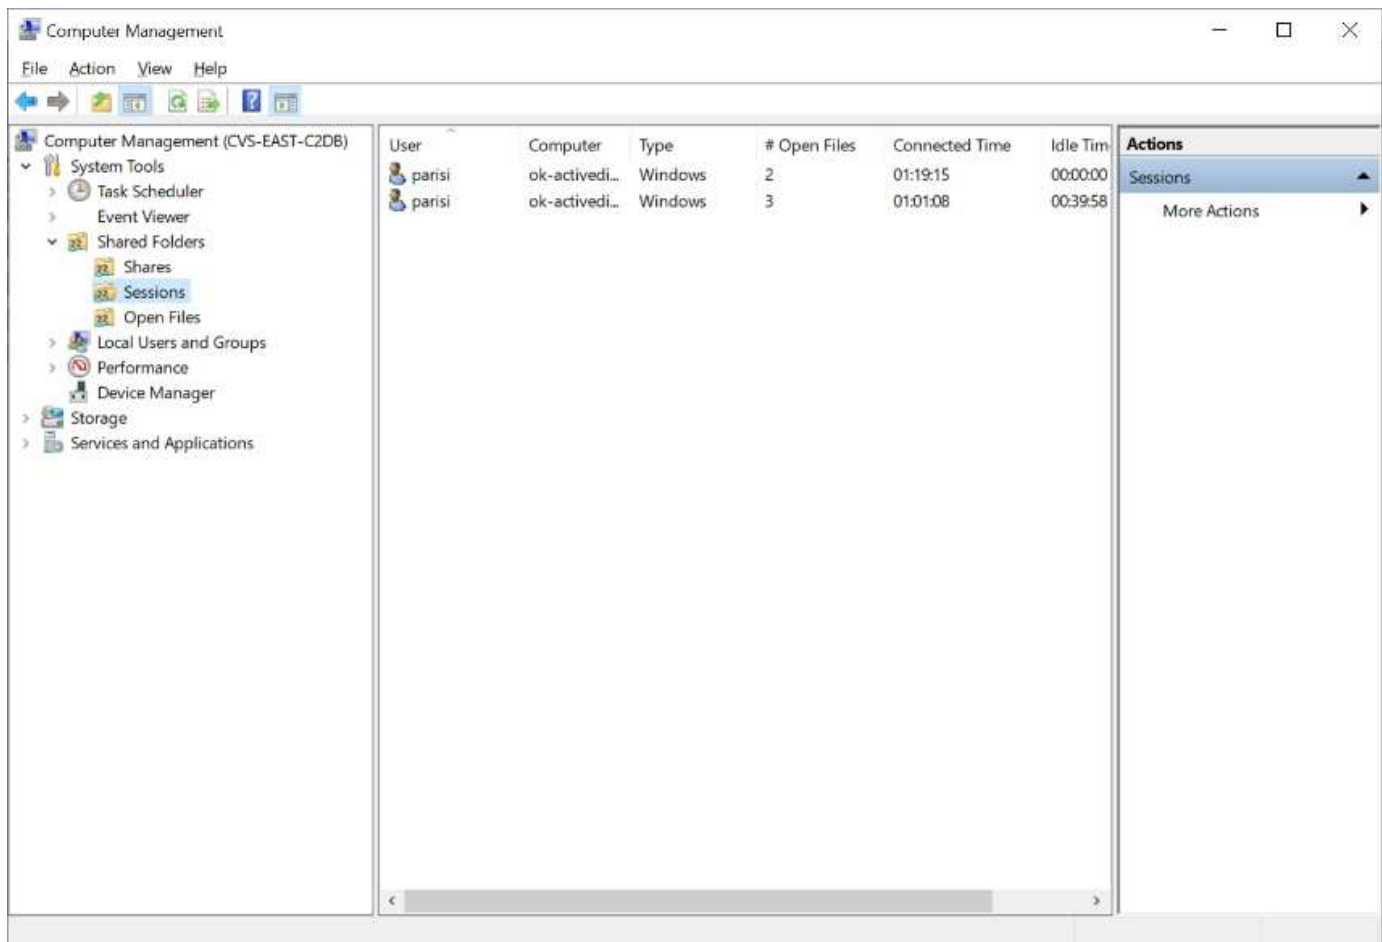 Computer Management
File Action View Help
Computer Management (CVS-EAST-C2DB)
System Tools
Task Scheduler
Event Viewer
Shared Folders
Shares
Sessions
Open Files
Local Users and Groups
Performance
Device Manager
Storage
Services and Applications
User Computer Type # Open Files Connected Time Idle Tim
parisi ok-activedi... Windows 2 01:19:15 00:00:00
parisi ok-activedi... Windows 3 01:01:08 00:39:58
Actions
Sessions
More Actions